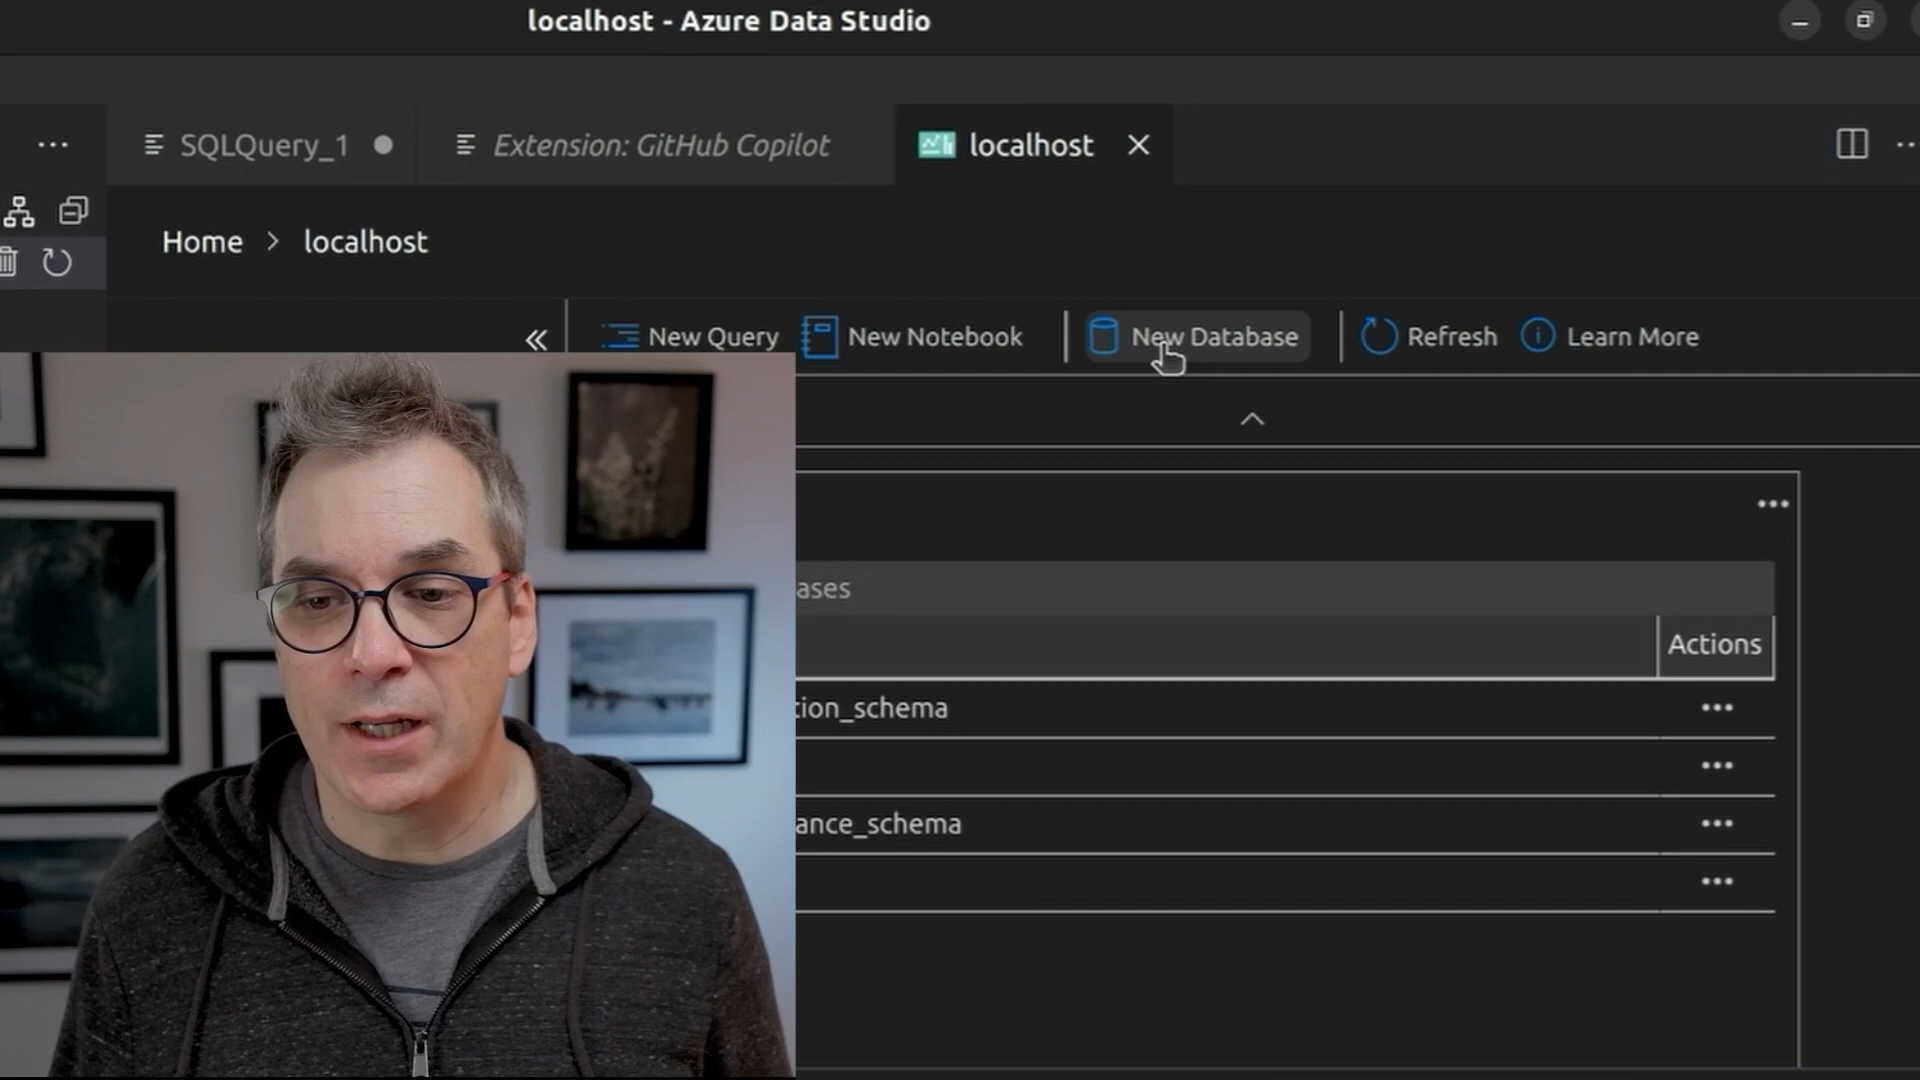 localhost - Azure Data Studio
SQLQuery_1
Extension: GitHub Copilot
localhost
Home > localhost
New Query
New Notebook
New Database
Refresh
Learn More
ases
Actions
tion_schema
ance_schema